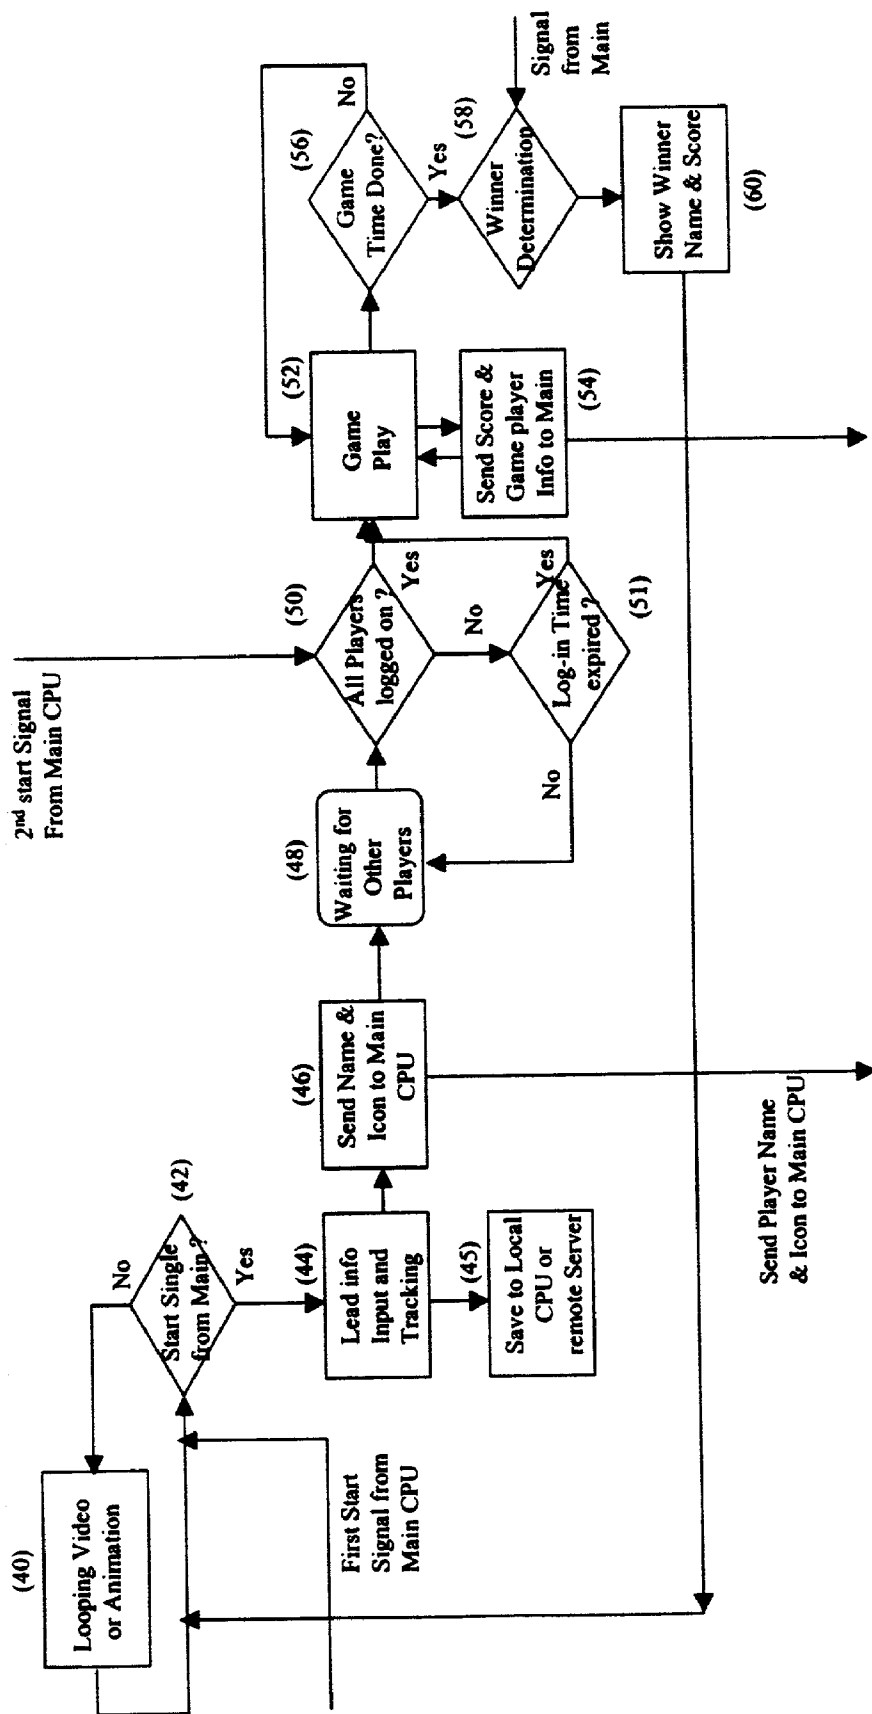 (40)
Looping Video
or Animation
No
(42)
Start Single
from Main ?
Yes
First Start
Signal from
Main CPU
(44)
Lead info
Input and
Tracking
(45)
Save to Local
CPU or
remote Server
(46)
Send Name &
Icon to Main
CPU
Send Player Name
& Icon to Main CPU
(48)
Waiting for
Other
Players
2nd start Signal
From Main CPU
(50)
All Players
logged on ?
Yes
No
Yes
Log-in Time
expired ?
(51)
No
(52)
Game
Play
Send Score &
Game player
Info to Main
(54)
No
(56)
Game
Time Done?
Yes
(58)
Winner
Determination
Signal
from
Main
Show Winner
Name & Score
(60)